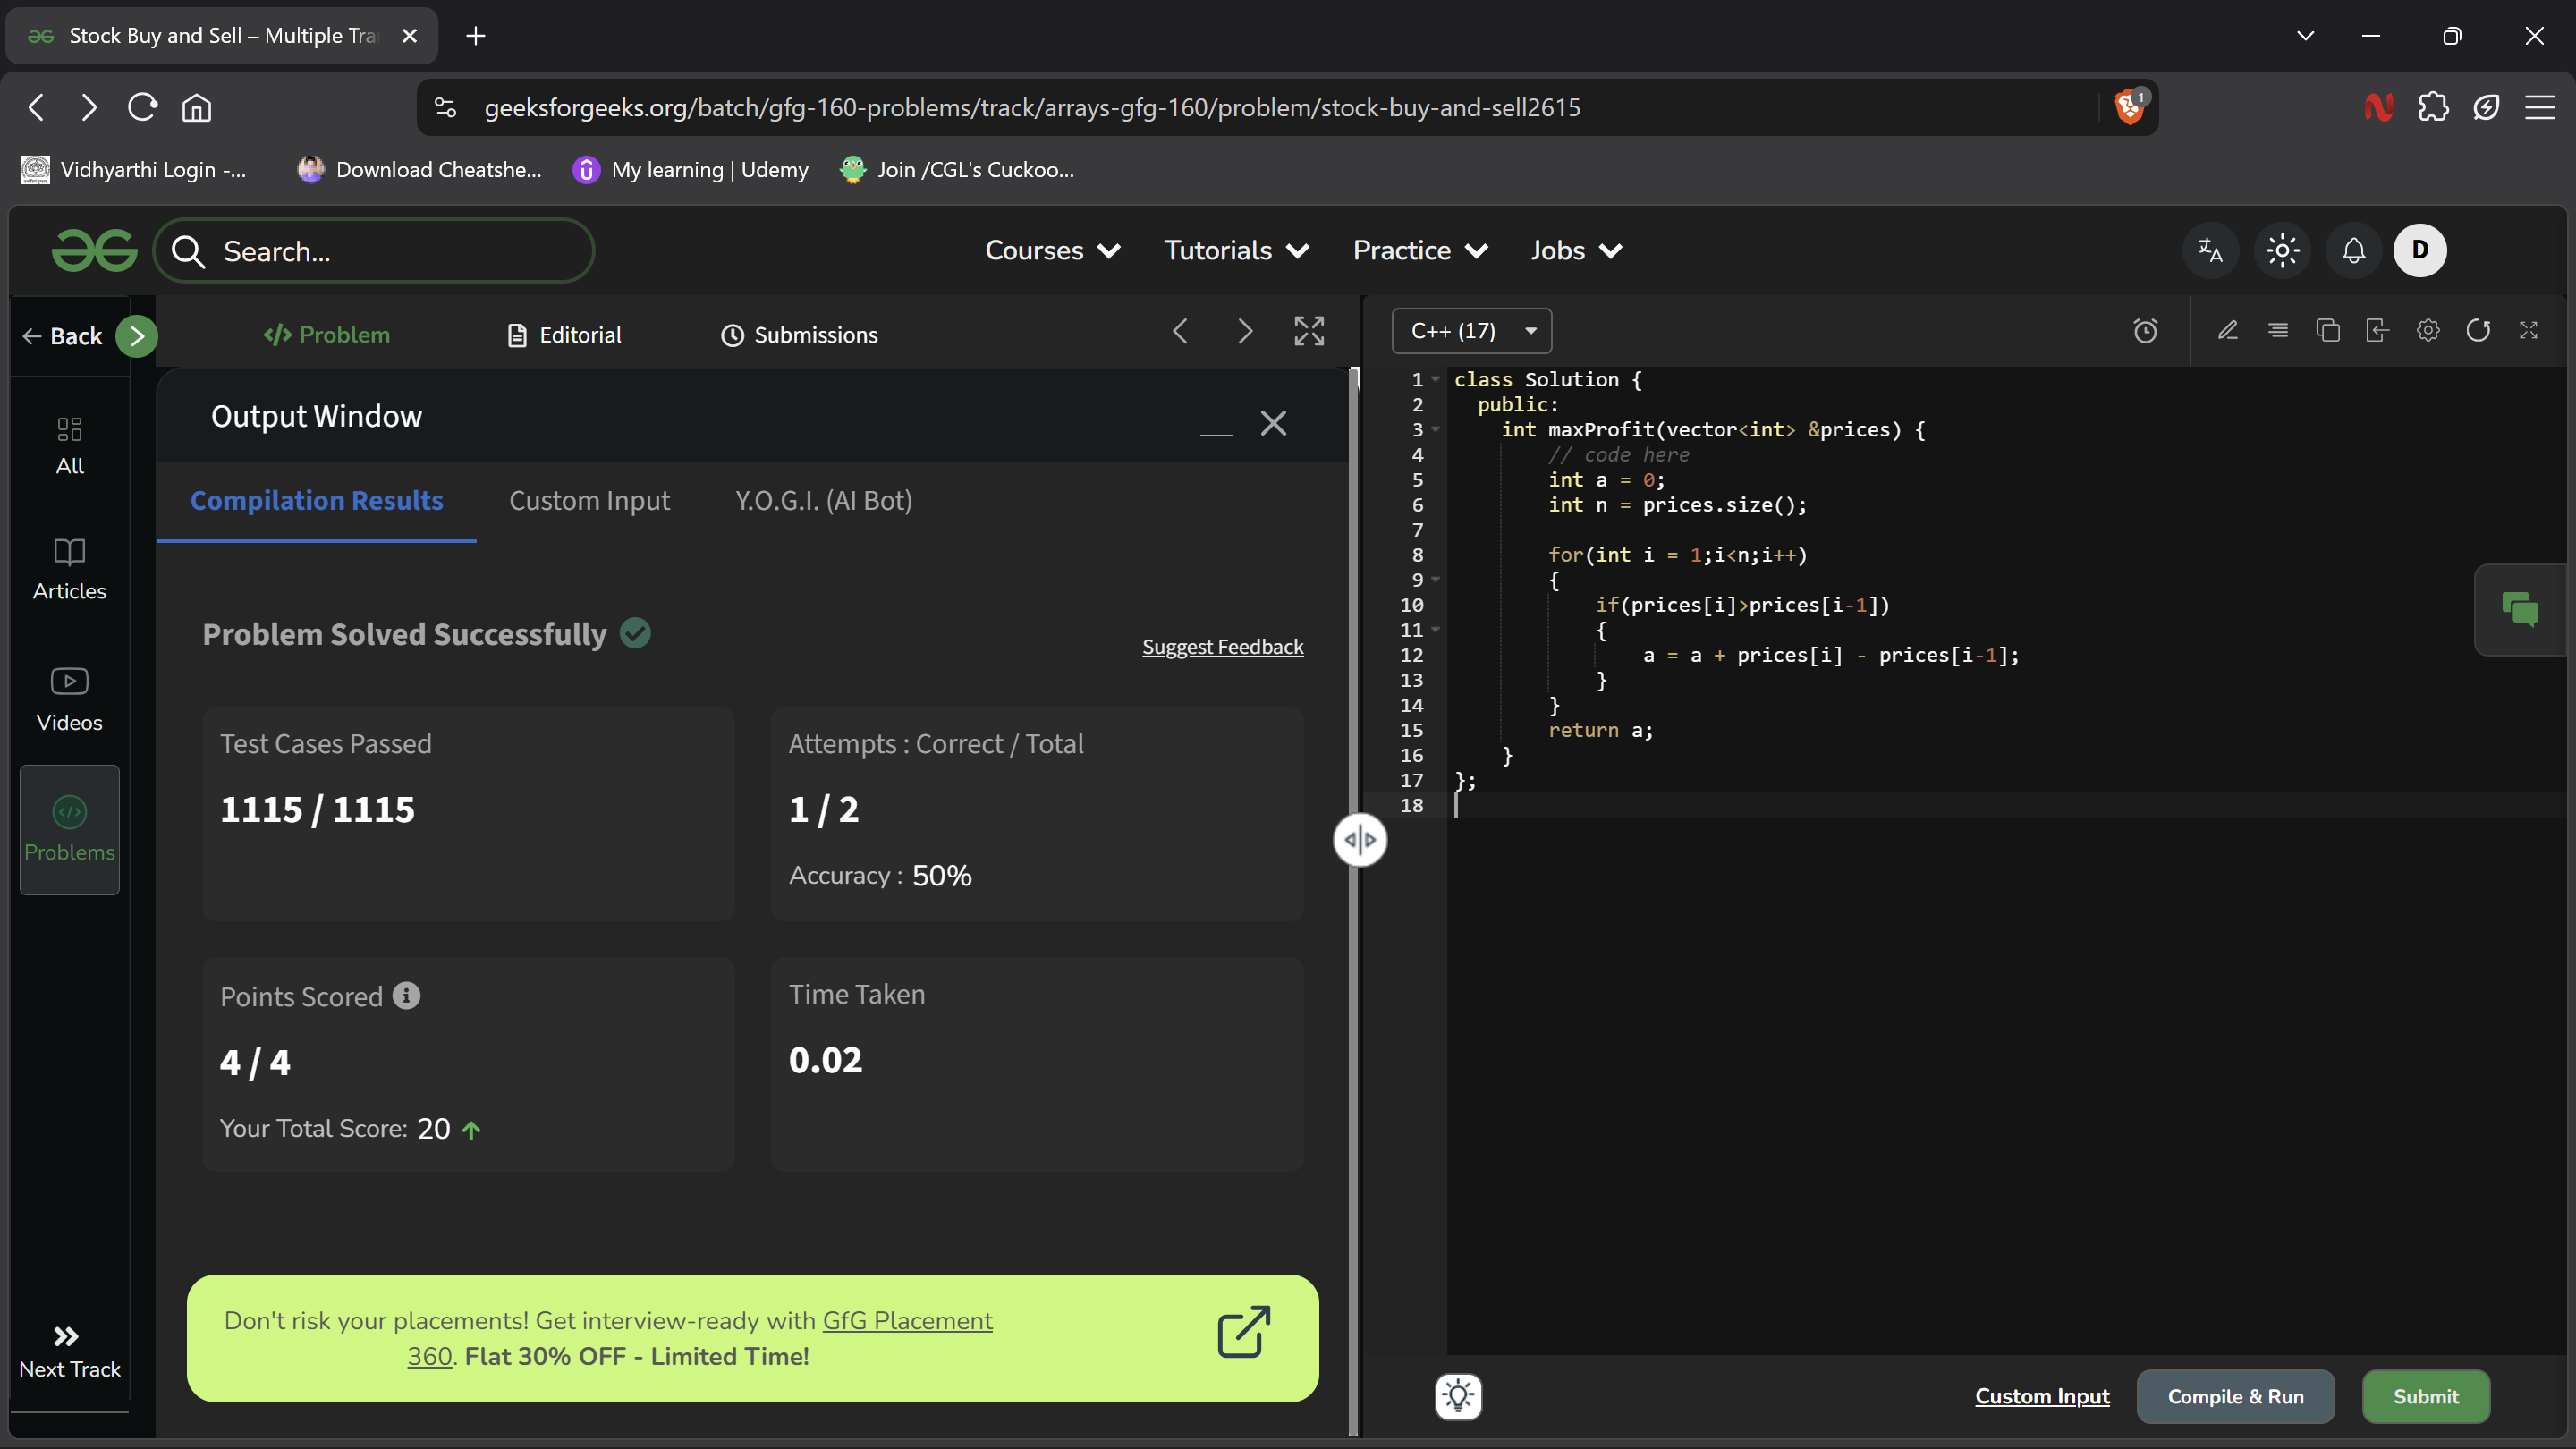 Stock Buy and Sell – Multiple Tra
geeksforgeeks.org/batch/gfg-160-problems/track/arrays-gfg-160/problem/stock-buy-and-sell2615
1
Vidhyarthi Login -...
Download Cheatshe...
My learning | Udemy
Join /CGL's Cuckoo...
Search...
Courses
Tutorials
Practice
Jobs
D
Back
Problem
Editorial
Submissions
C++ (17)
All
Articles
Videos
Problems
Next Track
Output Window
Compilation Results
Custom Input
Y.O.G.I. (AI Bot)
Problem Solved Successfully
Suggest Feedback
Test Cases Passed
1115 / 1115
Attempts : Correct / Total
1 / 2
Accuracy : 50%
Points Scored
4 / 4
Your Total Score: 20
Time Taken
0.02
Don't risk your placements! Get interview-ready with GfG Placement
360. Flat 30% OFF - Limited Time!
1 class Solution {
2 public:
3 int maxProfit(vector<int> &prices) {
4 // code here
5 int a = 0;
6 int n = prices.size();
7
8 for(int i = 1;i<n;i++)
9 {
10 if(prices[i]>prices[i-1])
11 {
12 a = a + prices[i] - prices[i-1];
13 }
14 }
15 return a;
16 }
17 };
18
Custom Input
Compile & Run
Submit